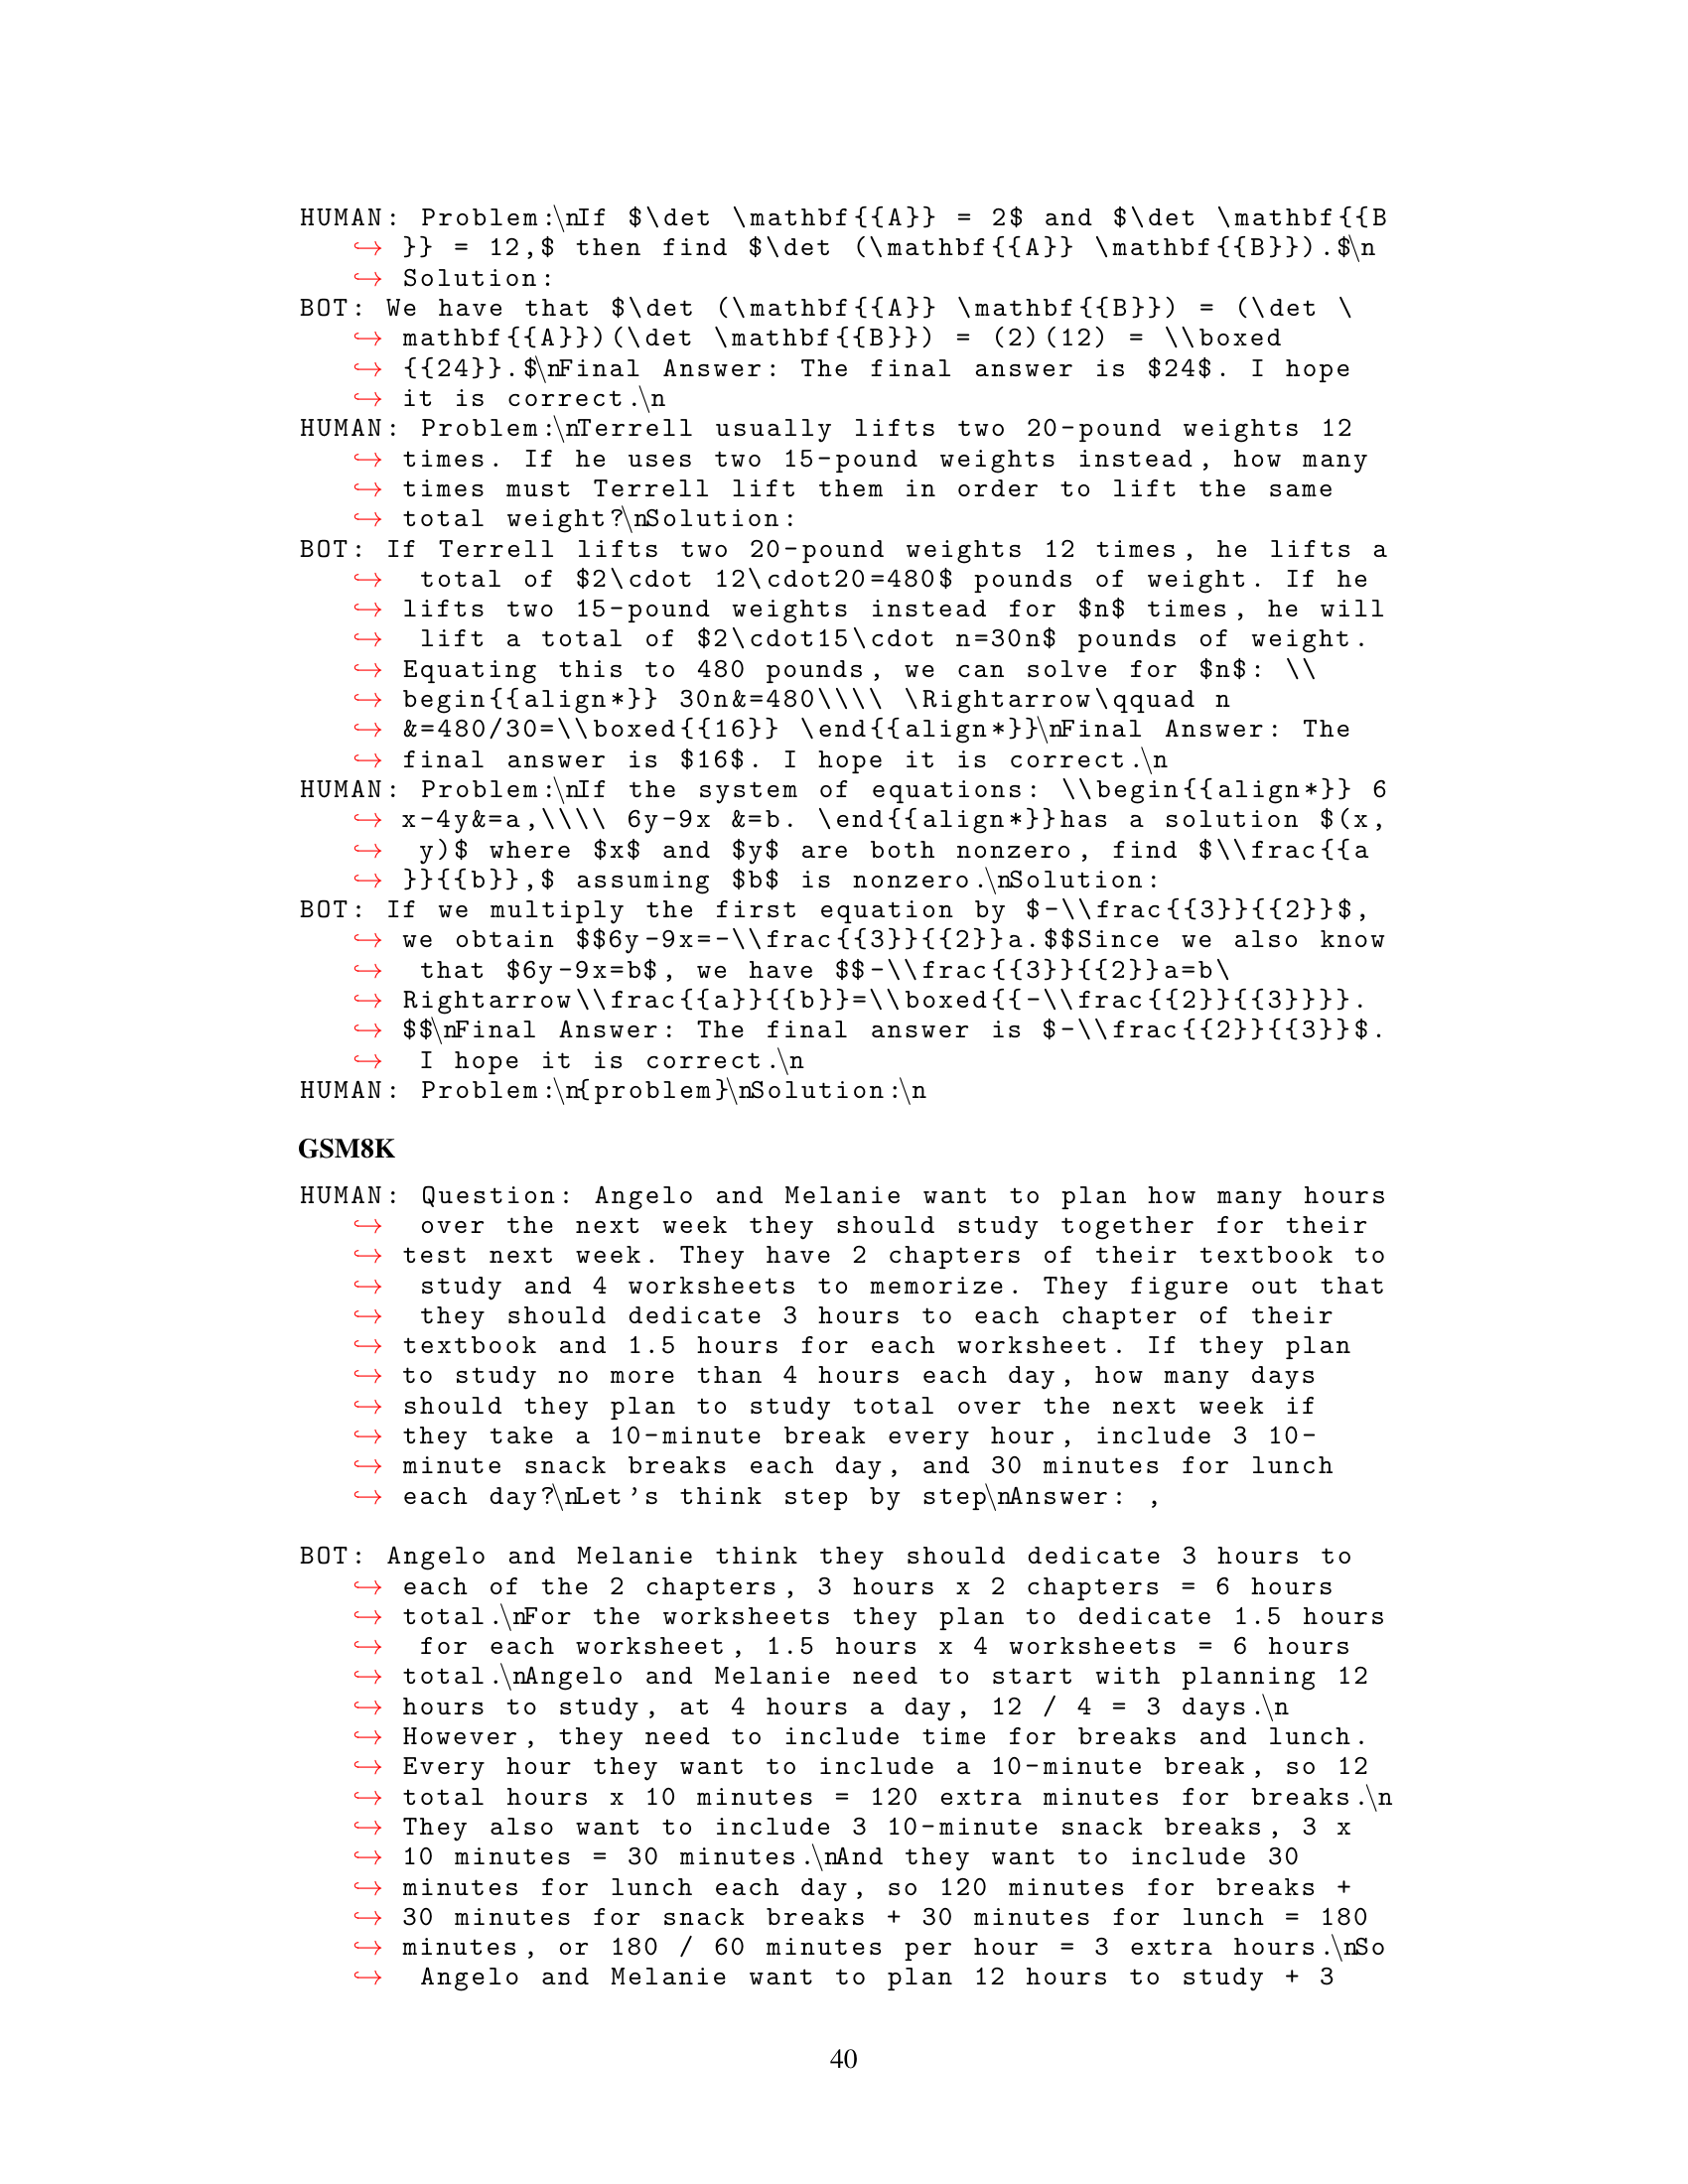 HUMAN: Problem:\nIf $\det \mathbf{{A}} = 2$ and $\det \mathbf{{B
↪ }} = 12,$ then find $\det (\mathbf{{A}} \mathbf{{B}}).$\n
↪ Solution:
BOT: We have that $\det (\mathbf{{A}} \mathbf{{B}}) = (\det \
↪ mathbf{{A}})(\det \mathbf{{B}}) = (2)(12) = \\boxed
↪ {{24}}.$\nFinal Answer: The final answer is $24$. I hope
↪ it is correct.\n
HUMAN: Problem:\nTerrell usually lifts two 20-pound weights 12
↪ times. If he uses two 15-pound weights instead, how many
↪ times must Terrell lift them in order to lift the same
↪ total weight?\nSolution:
BOT: If Terrell lifts two 20-pound weights 12 times, he lifts a
↪ total of $2\cdot 12\cdot20=480$ pounds of weight. If he
↪ lifts two 15-pound weights instead for $n$ times, he will
↪ lift a total of $2\cdot15\cdot n=30n$ pounds of weight.
↪ Equating this to 480 pounds, we can solve for $n$: \\
↪ begin{{align*}} 30n&=480\\\\ \Rightarrow\qquad n
↪ &=480/30=\\boxed{{16}} \end{{align*}}\nFinal Answer: The
↪ final answer is $16$. I hope it is correct.\n
HUMAN: Problem:\nIf the system of equations: \\begin{{align*}} 6
↪ x-4y&=a,\\\\ 6y-9x &=b. \end{{align*}}has a solution $(x,
↪ y)$ where $x$ and $y$ are both nonzero, find $\\frac{{a
↪ }}{{b}},$ assuming $b$ is nonzero.\nSolution:
BOT: If we multiply the first equation by $-\\frac{{3}}{{2}}$,
↪ we obtain $$6y-9x=-\\frac{{3}}{{2}}a.$$Since we also know
↪ that $6y-9x=b$, we have $$-\\frac{{3}}{{2}}a=b\
↪ Rightarrow\\frac{{a}}{{b}}=\\boxed{{-\\frac{{2}}{{3}}}}.
↪ $$\nFinal Answer: The final answer is $-\\frac{{2}}{{3}}$.
↪ I hope it is correct.\n
HUMAN: Problem:\n{problem}\nSolution:\n
GSM8K
HUMAN: Question: Angelo and Melanie want to plan how many hours
↪ over the next week they should study together for their
↪ test next week. They have 2 chapters of their textbook to
↪ study and 4 worksheets to memorize. They figure out that
↪ they should dedicate 3 hours to each chapter of their
↪ textbook and 1.5 hours for each worksheet. If they plan
↪ to study no more than 4 hours each day, how many days
↪ should they plan to study total over the next week if
↪ they take a 10-minute break every hour, include 3 10-
↪ minute snack breaks each day, and 30 minutes for lunch
↪ each day?\nLet's think step by step\nAnswer: ,
BOT: Angelo and Melanie think they should dedicate 3 hours to
↪ each of the 2 chapters, 3 hours x 2 chapters = 6 hours
↪ total.\nFor the worksheets they plan to dedicate 1.5 hours
↪ for each worksheet, 1.5 hours x 4 worksheets = 6 hours
↪ total.\nAngelo and Melanie need to start with planning 12
↪ hours to study, at 4 hours a day, 12 / 4 = 3 days.\n
↪ However, they need to include time for breaks and lunch.
↪ Every hour they want to include a 10-minute break, so 12
↪ total hours x 10 minutes = 120 extra minutes for breaks.\n
↪ They also want to include 3 10-minute snack breaks, 3 x
↪ 10 minutes = 30 minutes.\nAnd they want to include 30
↪ minutes for lunch each day, so 120 minutes for breaks +
↪ 30 minutes for snack breaks + 30 minutes for lunch = 180
↪ minutes, or 180 / 60 minutes per hour = 3 extra hours.\nSo
↪ Angelo and Melanie want to plan 12 hours to study + 3
40